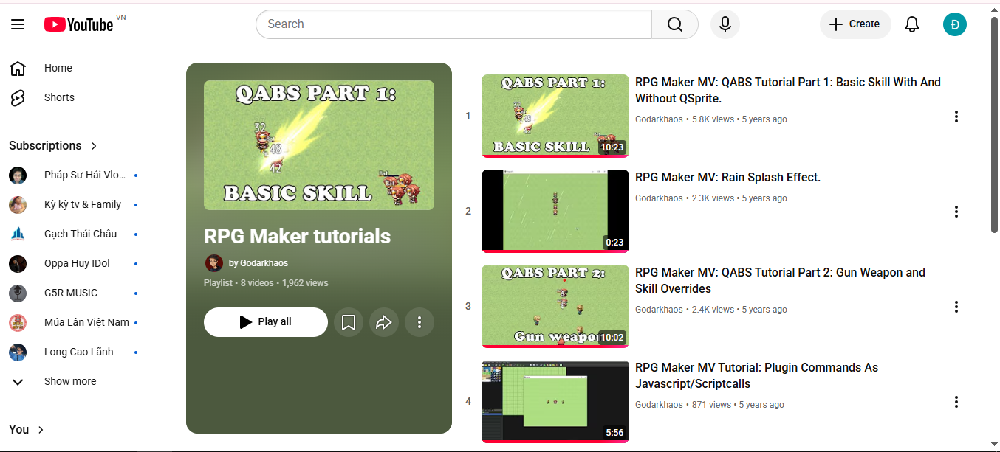 YouTube VN
Search
Create
Đ
Home
Shorts
Subscriptions
Pháp Sư Hải Vlo...
Kỳ kỳ tv & Family
Gạch Thái Châu
Oppa Huy IDol
G5R MUSIC
Múa Lân Việt Nam
Long Cao Lãnh
Show more
You
QABS PART 1:
32
48
42
Bat
BASIC SKILL
RPG Maker tutorials
by Godarkhaos
Playlist • 8 videos • 1,962 views
Play all
1
QABS PART 1:
32
48
42
Bat
BASIC SKILL
10:23
RPG Maker MV: QABS Tutorial Part 1: Basic Skill With And
Without QSprite.
Godarkhaos • 5.8K views • 5 years ago
2
0:23
RPG Maker MV: Rain Splash Effect.
Godarkhaos • 2.3K views • 5 years ago
3
QABS PART 2:
Gun weapon
10:02
RPG Maker MV: QABS Tutorial Part 2: Gun Weapon and
Skill Overrides
Godarkhaos • 2.4K views • 5 years ago
4
5:56
RPG Maker MV Tutorial: Plugin Commands As
Javascript/Scriptcalls
Godarkhaos • 871 views • 5 years ago